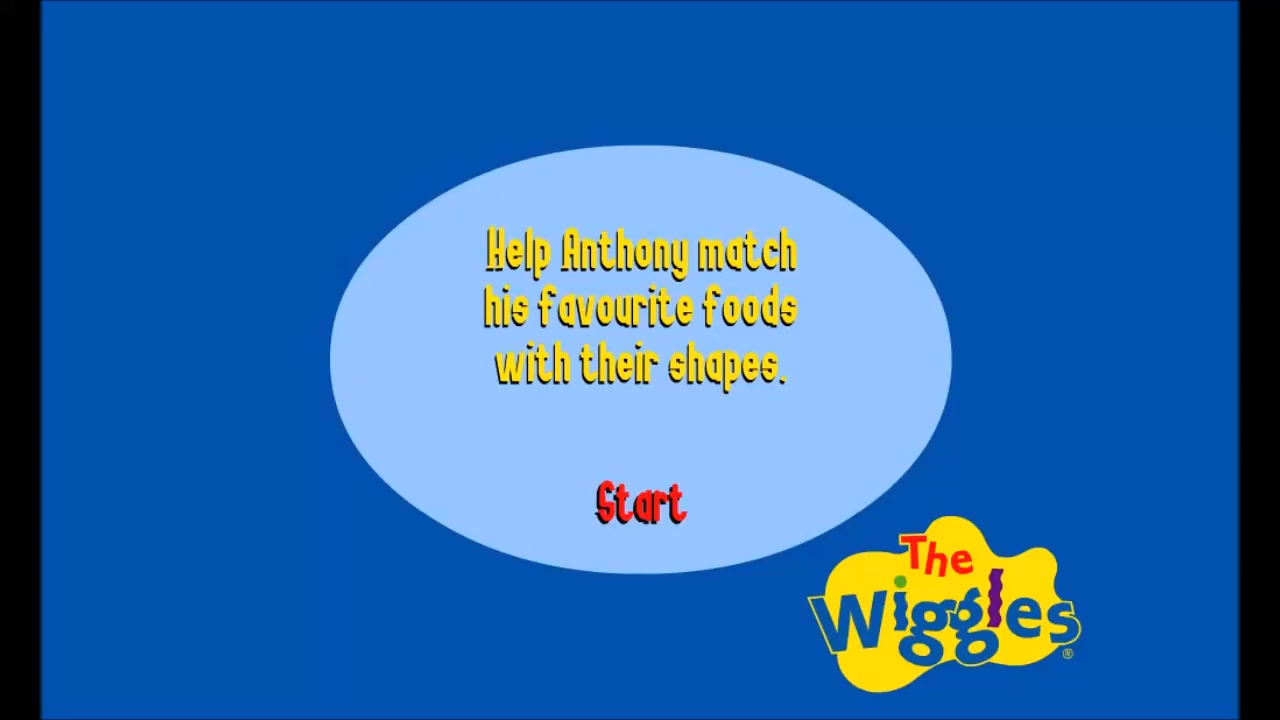 Help Anthony match
his favourite foods
with their shapes.
Start
The
Wiggles
®